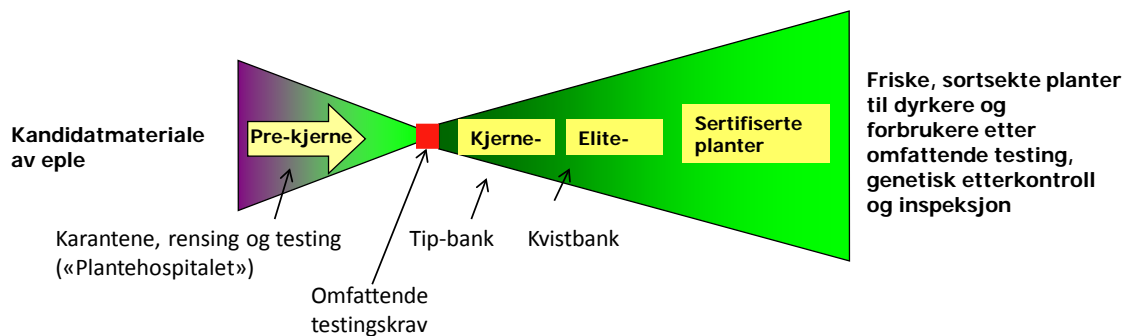 Kandidatmateriale
av eple
Pre-kjerne
Kjerne-
Elite-
Sertifiserte
planter
Friske, sortsekte planter
til dyrkere og
forbrukere etter
omfattende testing,
genetisk etterkontroll
og inspeksjon
Karantene, rensing og testing
(«Plantehospitalet»)
Tip-bank
Kvistbank
Omfattende
testingskrav